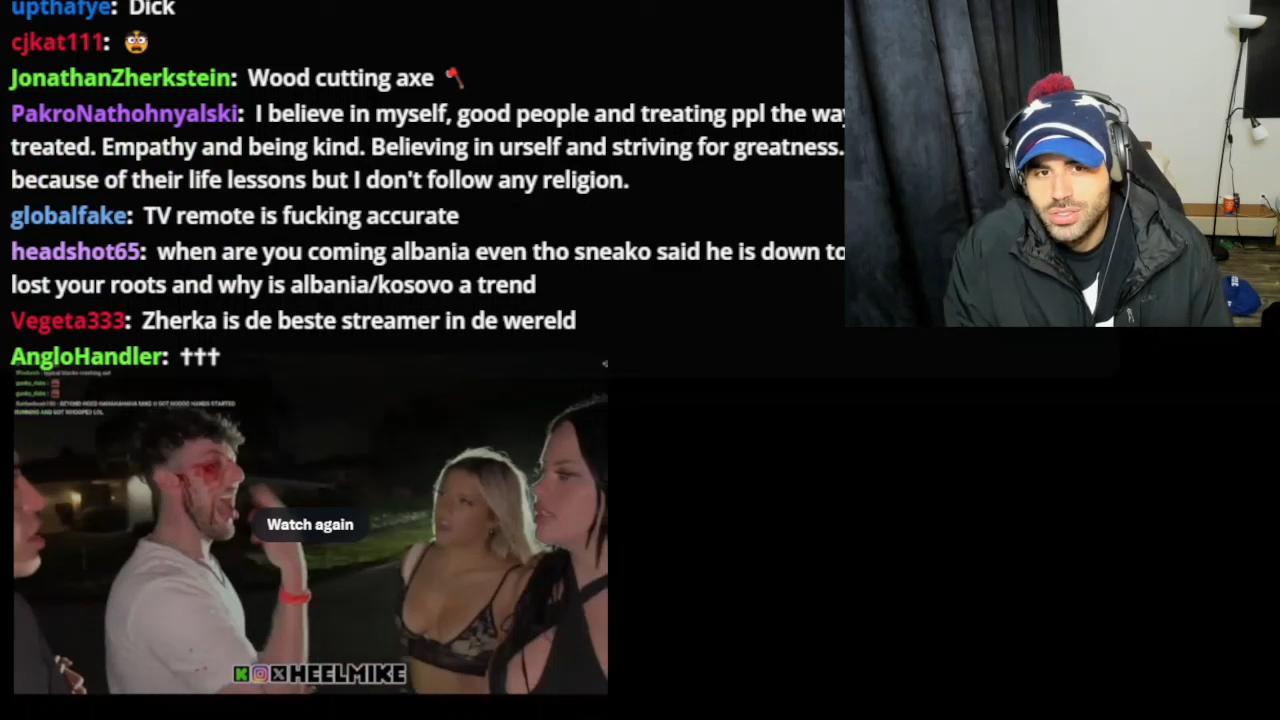 upthafye: Dick
cjkat111: 😨
JonathanZherkstein: Wood cutting axe 🪓
PakroNathohnyalski: I believe in myself, good people and treating ppl the way
treated. Empathy and being kind. Believing in urself and striving for greatness.
because of their life lessons but I don't follow any religion.
globalfake: TV remote is fucking accurate
headshot65: when are you coming albania even tho sneako said he is down to
lost your roots and why is albania/kosovo a trend
Vegeta333: Zherka is de beste streamer in de wereld
AngloHandler: †††
Watch again
HEELMIKE